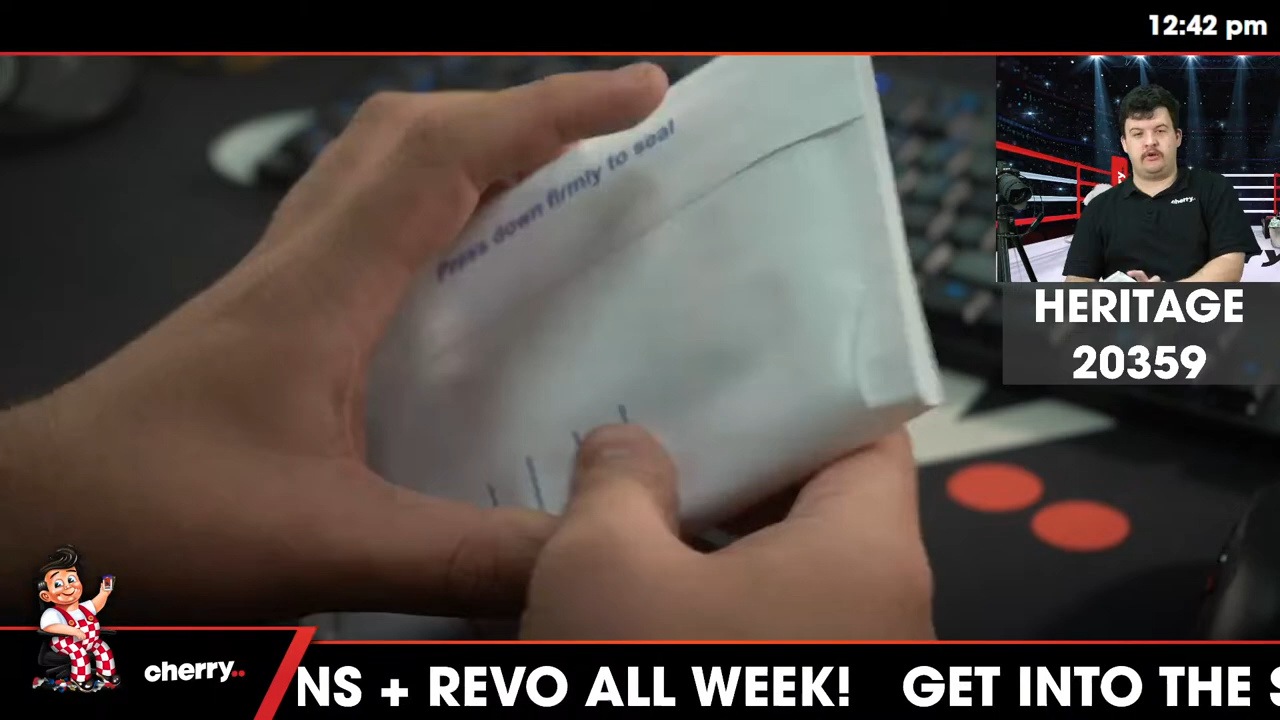 12:42 pm
Press down firmly to seal
cherry.
HERITAGE
20359
cherry..
NS + REVO ALL WEEK! GET INTO THE S